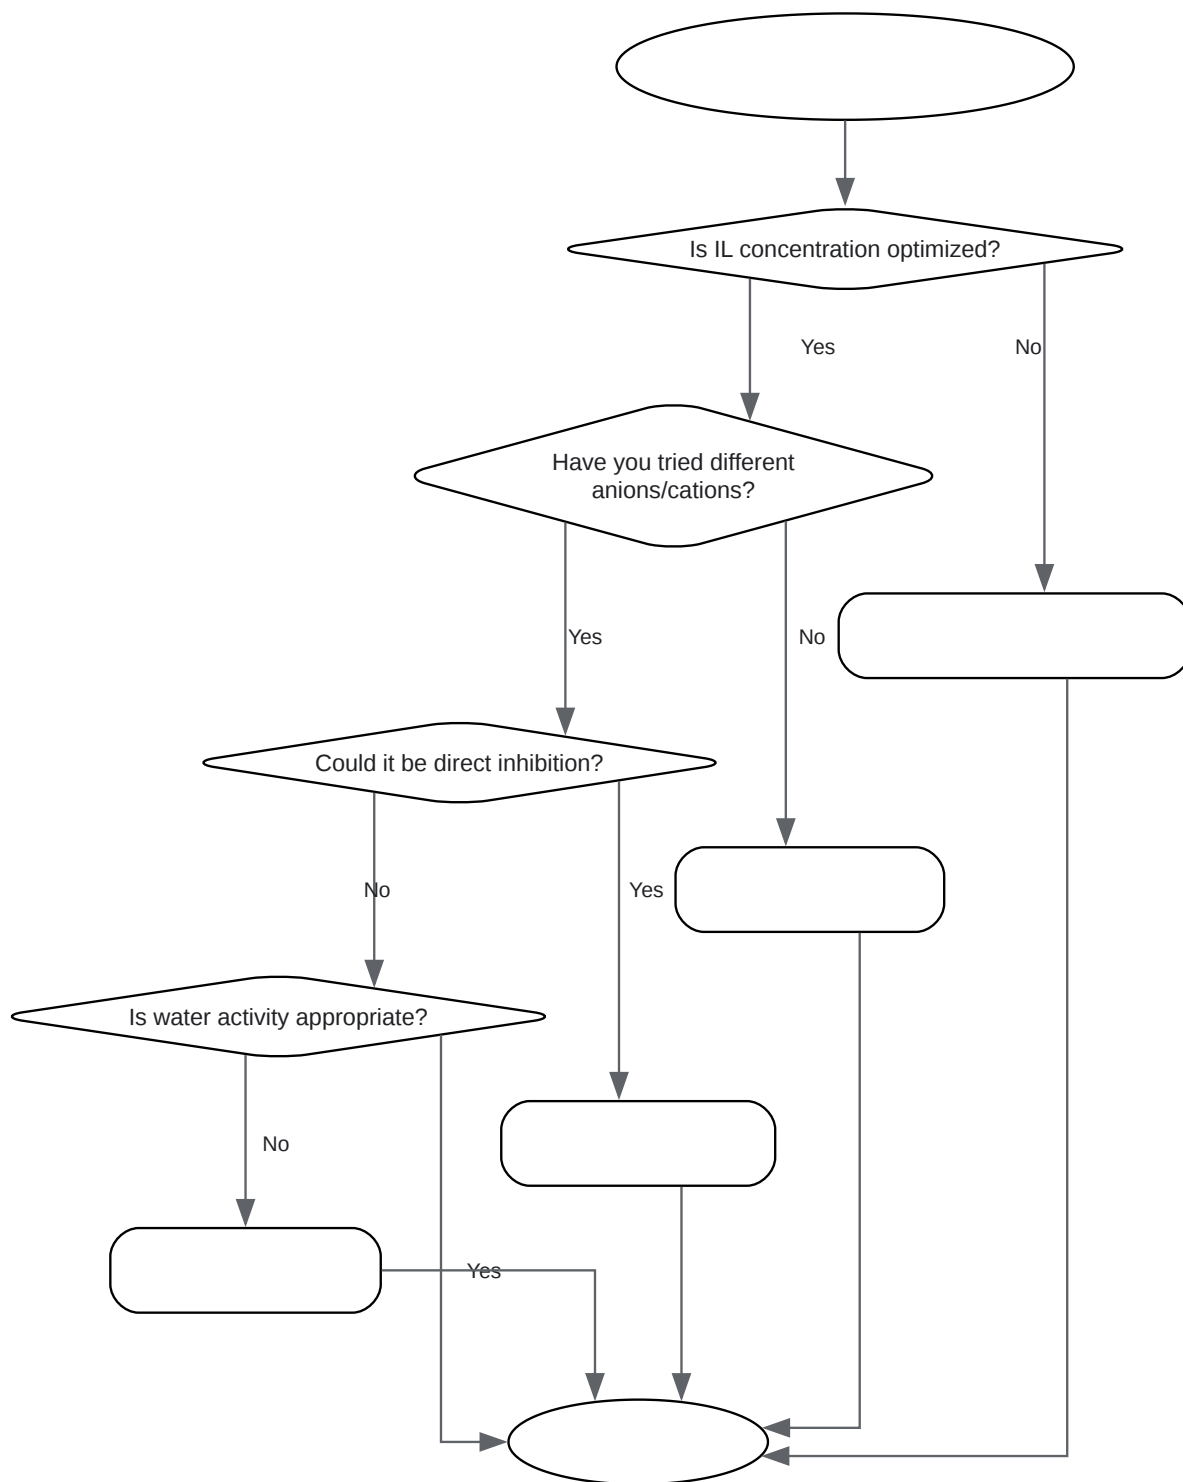 Is IL concentration optimized?
Yes
No
Have you tried different
anions/cations?
Yes
No
Could it be direct inhibition?
No
Yes
Is water activity appropriate?
No
Yes